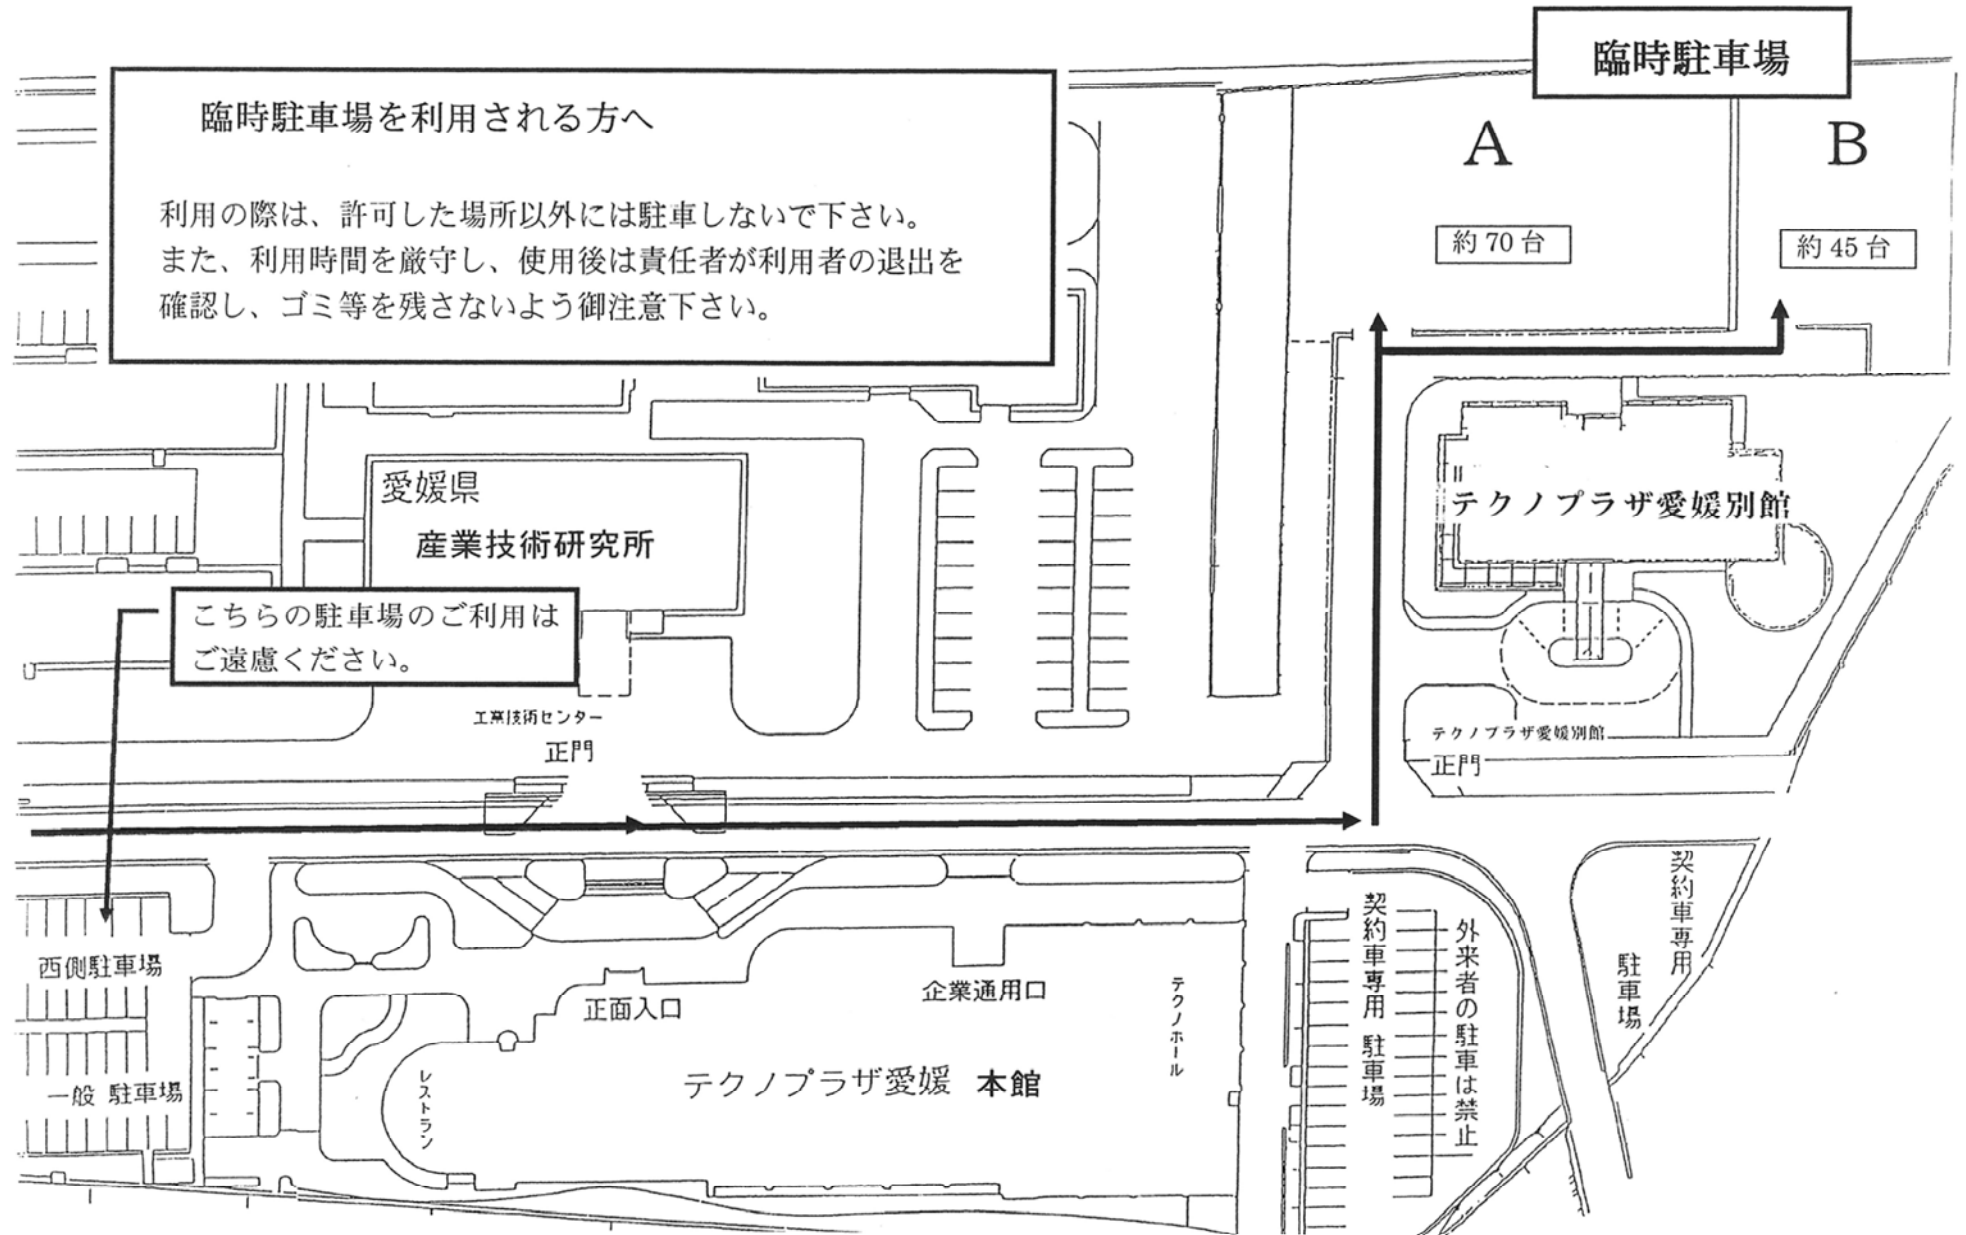 臨時駐車場
臨時駐車場を利用される方へ
利用の際は、許可した場所以外には駐車しないで下さい。
また、利用時間を厳守し、使用後は責任者が利用者の退出を
確認し、ゴミ等を残さないよう御注意下さい。
A
B
約 70 台
約 45 台
愛媛県
産業技術研究所
テクノプラザ愛媛別館
こちらの駐車場のご利用は
ご遠慮ください。
工業技術センター
正門
テクノプラザ愛媛別館
正門
西側駐車場
一般 駐車場
正面入口
企業通用口
テクノホール
レストラン
テクノプラザ愛媛 本館
契約車専用 駐車場
外来者の駐車は禁止
契約車専用
駐車場